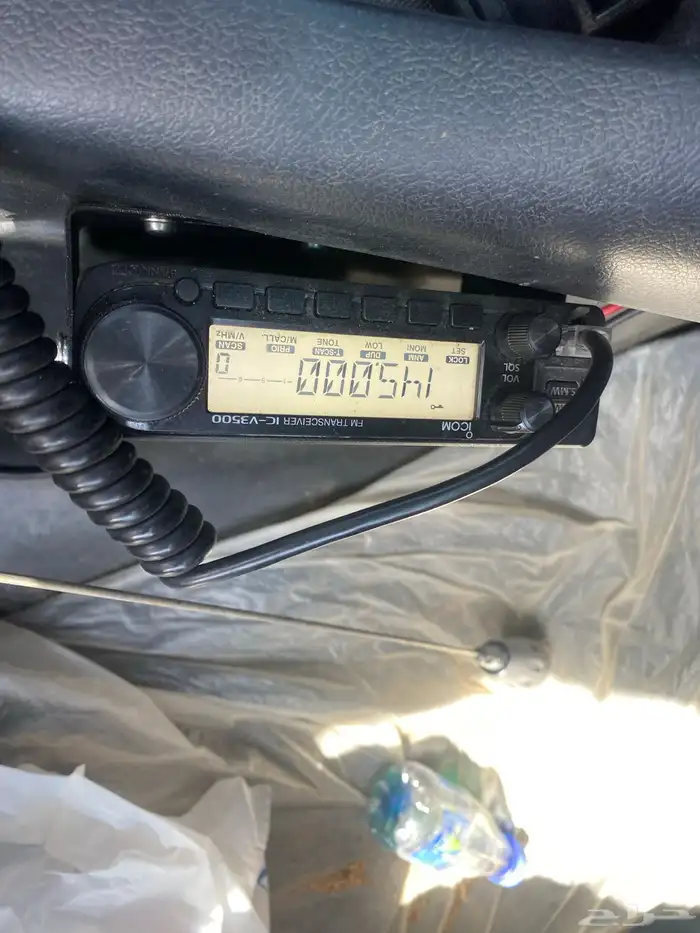 ICOM
FM TRANSCEIVER IC-V3500
145.000
0
LOCK ANM DUP T-SCAN PRIO SCAN
SET MONI LOW TONE M/CALL V/MHz
VOL
SQL
حراج